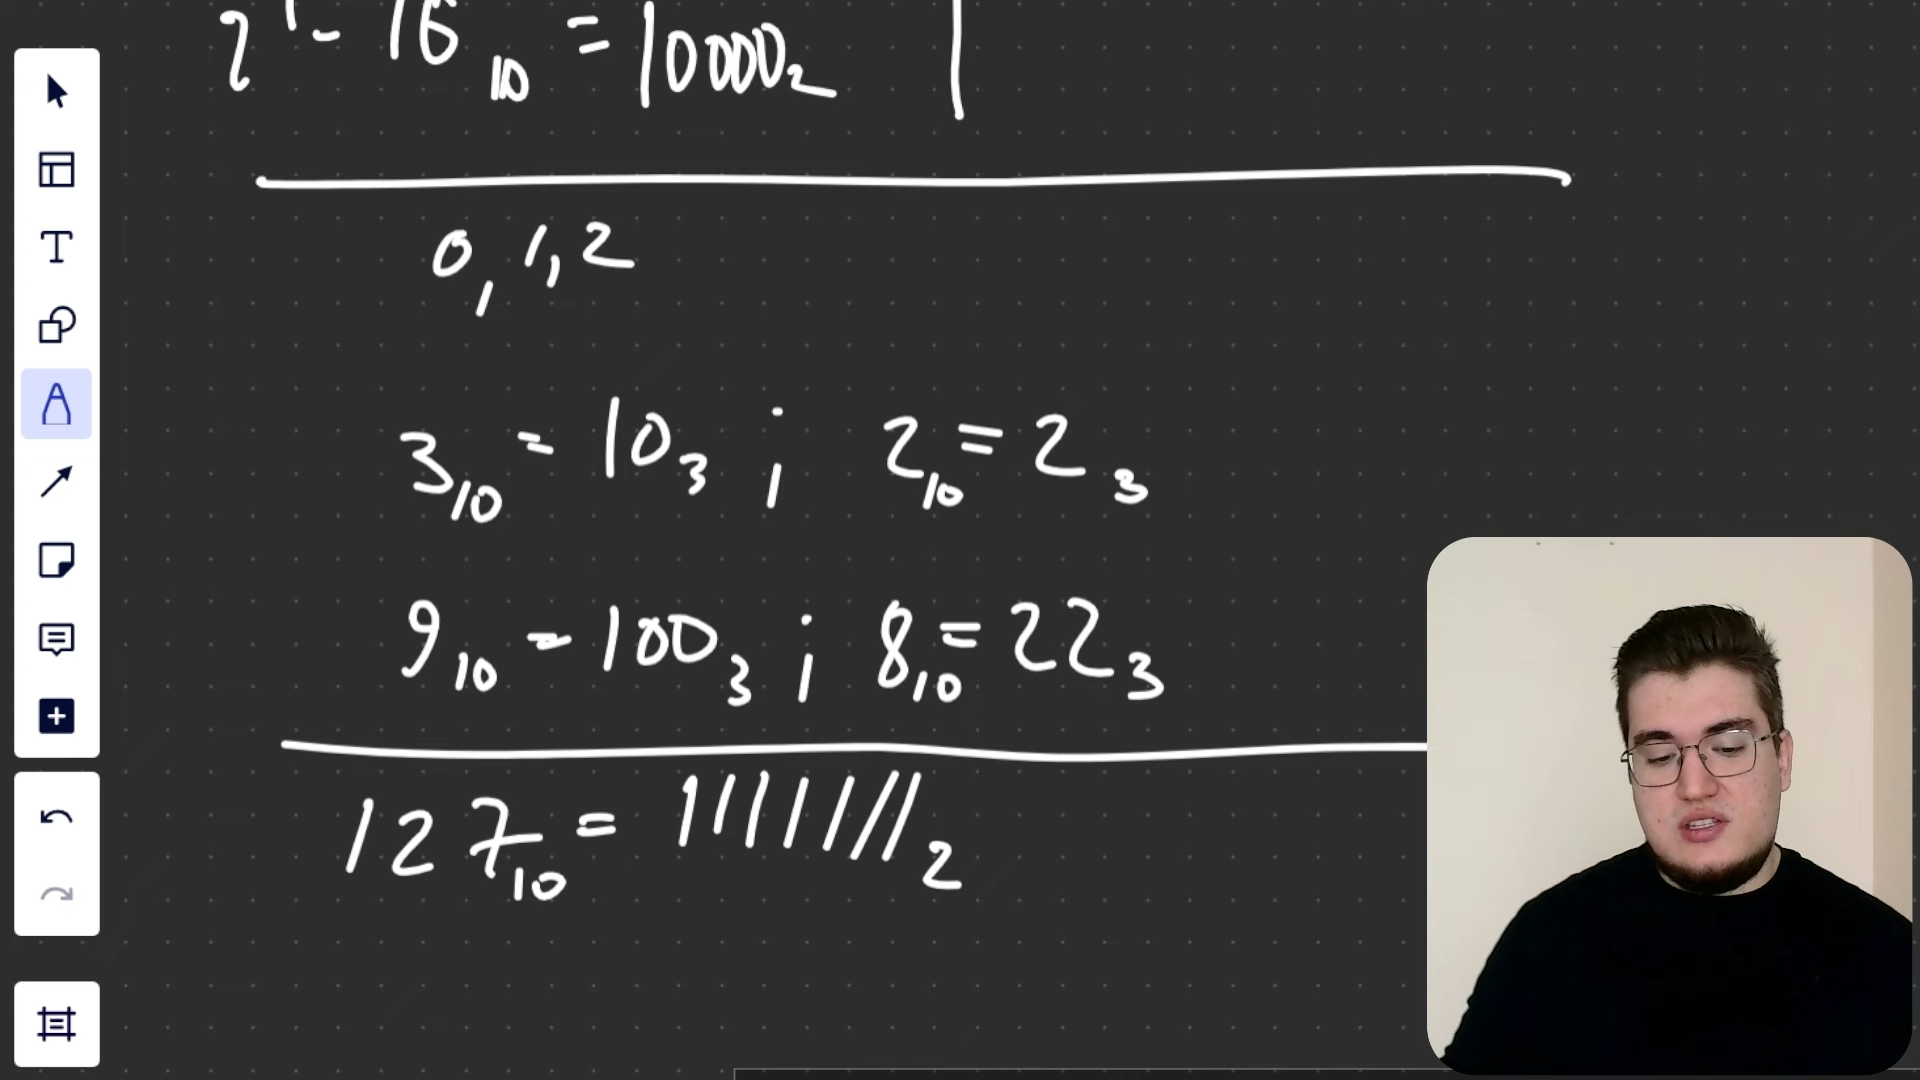 2⁴ = 16₁₀ = 10000₂
0, 1, 2
3₁₀ = 10₃ ; 2₁₀ = 2₃
9₁₀ = 100₃ ; 8₁₀ = 22₃
127₁₀ = 1111111₂